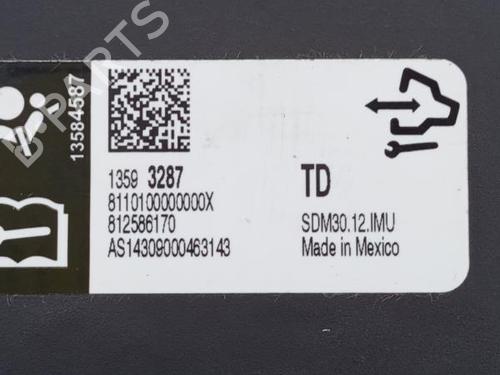 B-PARTS
13584587
1359 3287
8110100000000X
812586170
AS14309000463143
TD
SDM30.12.IMU
Made in Mexico